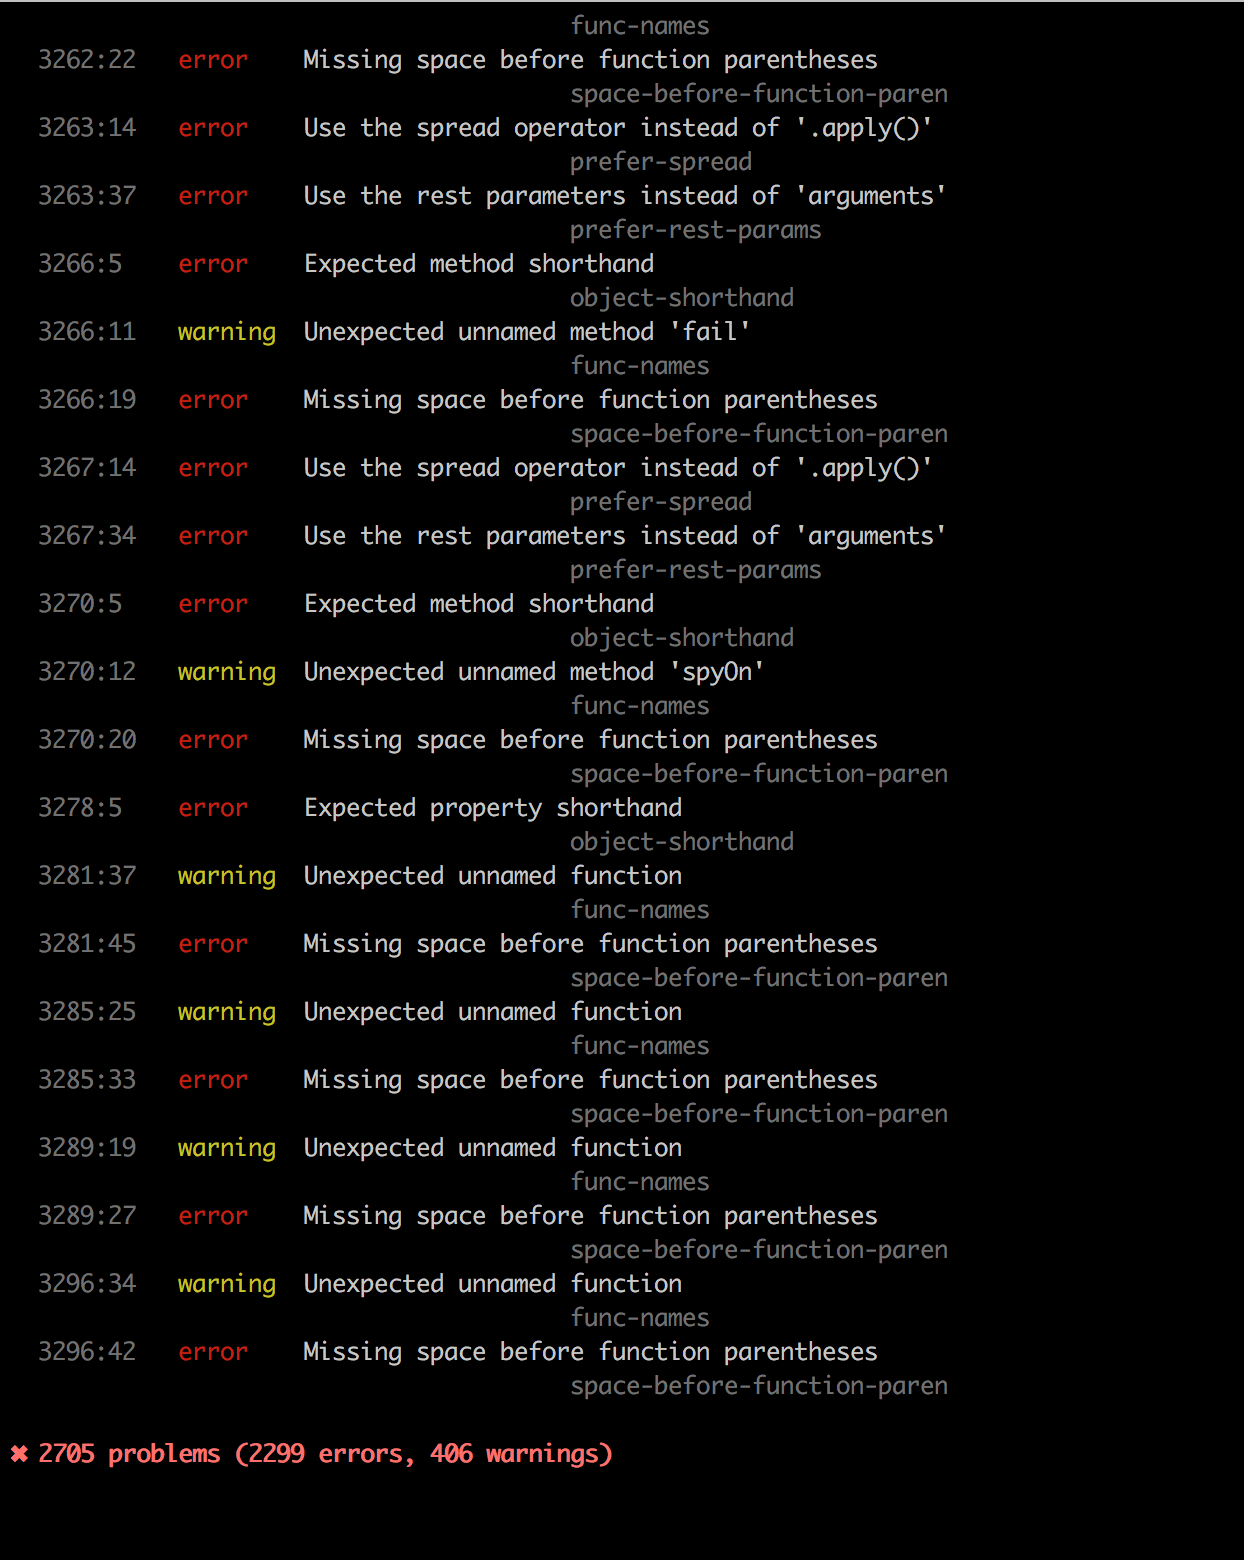 func-names
3262:22 error Missing space before function parentheses
space-before-function-paren
3263:14 error Use the spread operator instead of '.apply()'
prefer-spread
3263:37 error Use the rest parameters instead of 'arguments'
prefer-rest-params
3266:5 error Expected method shorthand
object-shorthand
3266:11 warning Unexpected unnamed method 'fail'
func-names
3266:19 error Missing space before function parentheses
space-before-function-paren
3267:14 error Use the spread operator instead of '.apply()'
prefer-spread
3267:34 error Use the rest parameters instead of 'arguments'
prefer-rest-params
3270:5 error Expected method shorthand
object-shorthand
3270:12 warning Unexpected unnamed method 'spyOn'
func-names
3270:20 error Missing space before function parentheses
space-before-function-paren
3278:5 error Expected property shorthand
object-shorthand
3281:37 warning Unexpected unnamed function
func-names
3281:45 error Missing space before function parentheses
space-before-function-paren
3285:25 warning Unexpected unnamed function
func-names
3285:33 error Missing space before function parentheses
space-before-function-paren
3289:19 warning Unexpected unnamed function
func-names
3289:27 error Missing space before function parentheses
space-before-function-paren
3296:34 warning Unexpected unnamed function
func-names
3296:42 error Missing space before function parentheses
space-before-function-paren
✖ 2705 problems (2299 errors, 406 warnings)